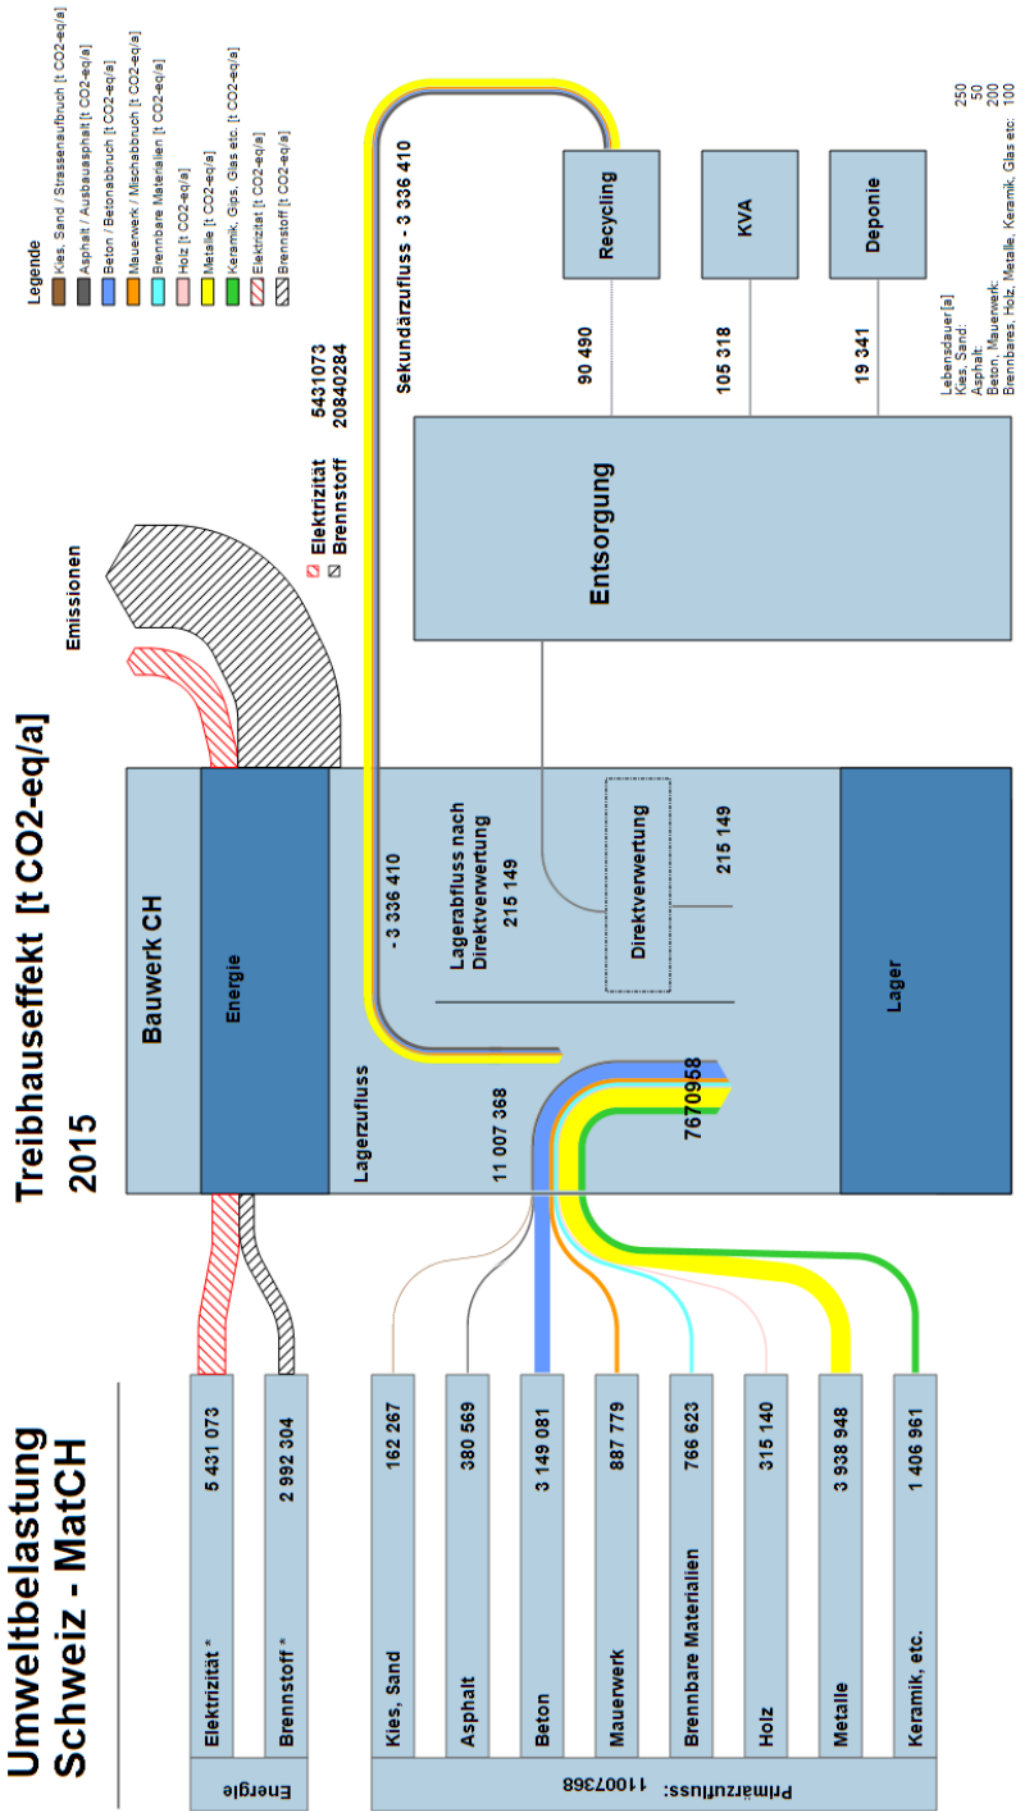 Umweltbelastung
Schweiz - MatCH
Treibhauseffekt [t CO2-eq/a]
2015
Legende
Kies, Sand / Strassenaufbruch [t CO2-eq/a]
Asphalt / Ausbauasphalt [t CO2-eq/a]
Beton / Betonabbruch [t CO2-eq/a]
Mauerwerk / Mischabbruch [t CO2-eq/a]
Brennbare Materialien [t CO2-eq/a]
Holz [t CO2-eq/a]
Metalle [t CO2-eq/a]
Keramik, Gips, Glas etc. [t CO2-eq/a]
Elektrizität [t CO2-eq/a]
Brennstoff [t CO2-eq/a]
Emissionen
Elektrizität 5431073
Brennstoff 20840284
Energie
Elektrizität * 5 431 073
Brennstoff * 2 992 304
Bauwerk CH
Energie
Primärzufluss: 11007368
Kies, Sand 162 267
Asphalt 380 569
Beton 3 149 081
Mauerwerk 887 779
Brennbare Materialien 766 623
Holz 315 140
Metalle 3 938 948
Keramik, etc. 1 406 961
Lagerzufluss
11 007 368
7670958
- 3 336 410
Sekundärzufluss - 3 336 410
Lagerabfluss nach
Direktverwertung
215 149
Direktverwertung
215 149
Lager
Entsorgung
90 490
Recycling
105 318
KVA
19 341
Deponie
Lebensdauer [a]
Kies, Sand: 250
Asphalt: 50
Beton, Mauerwerk: 200
Brennbares, Holz, Metalle, Keramik, Glas etc: 100